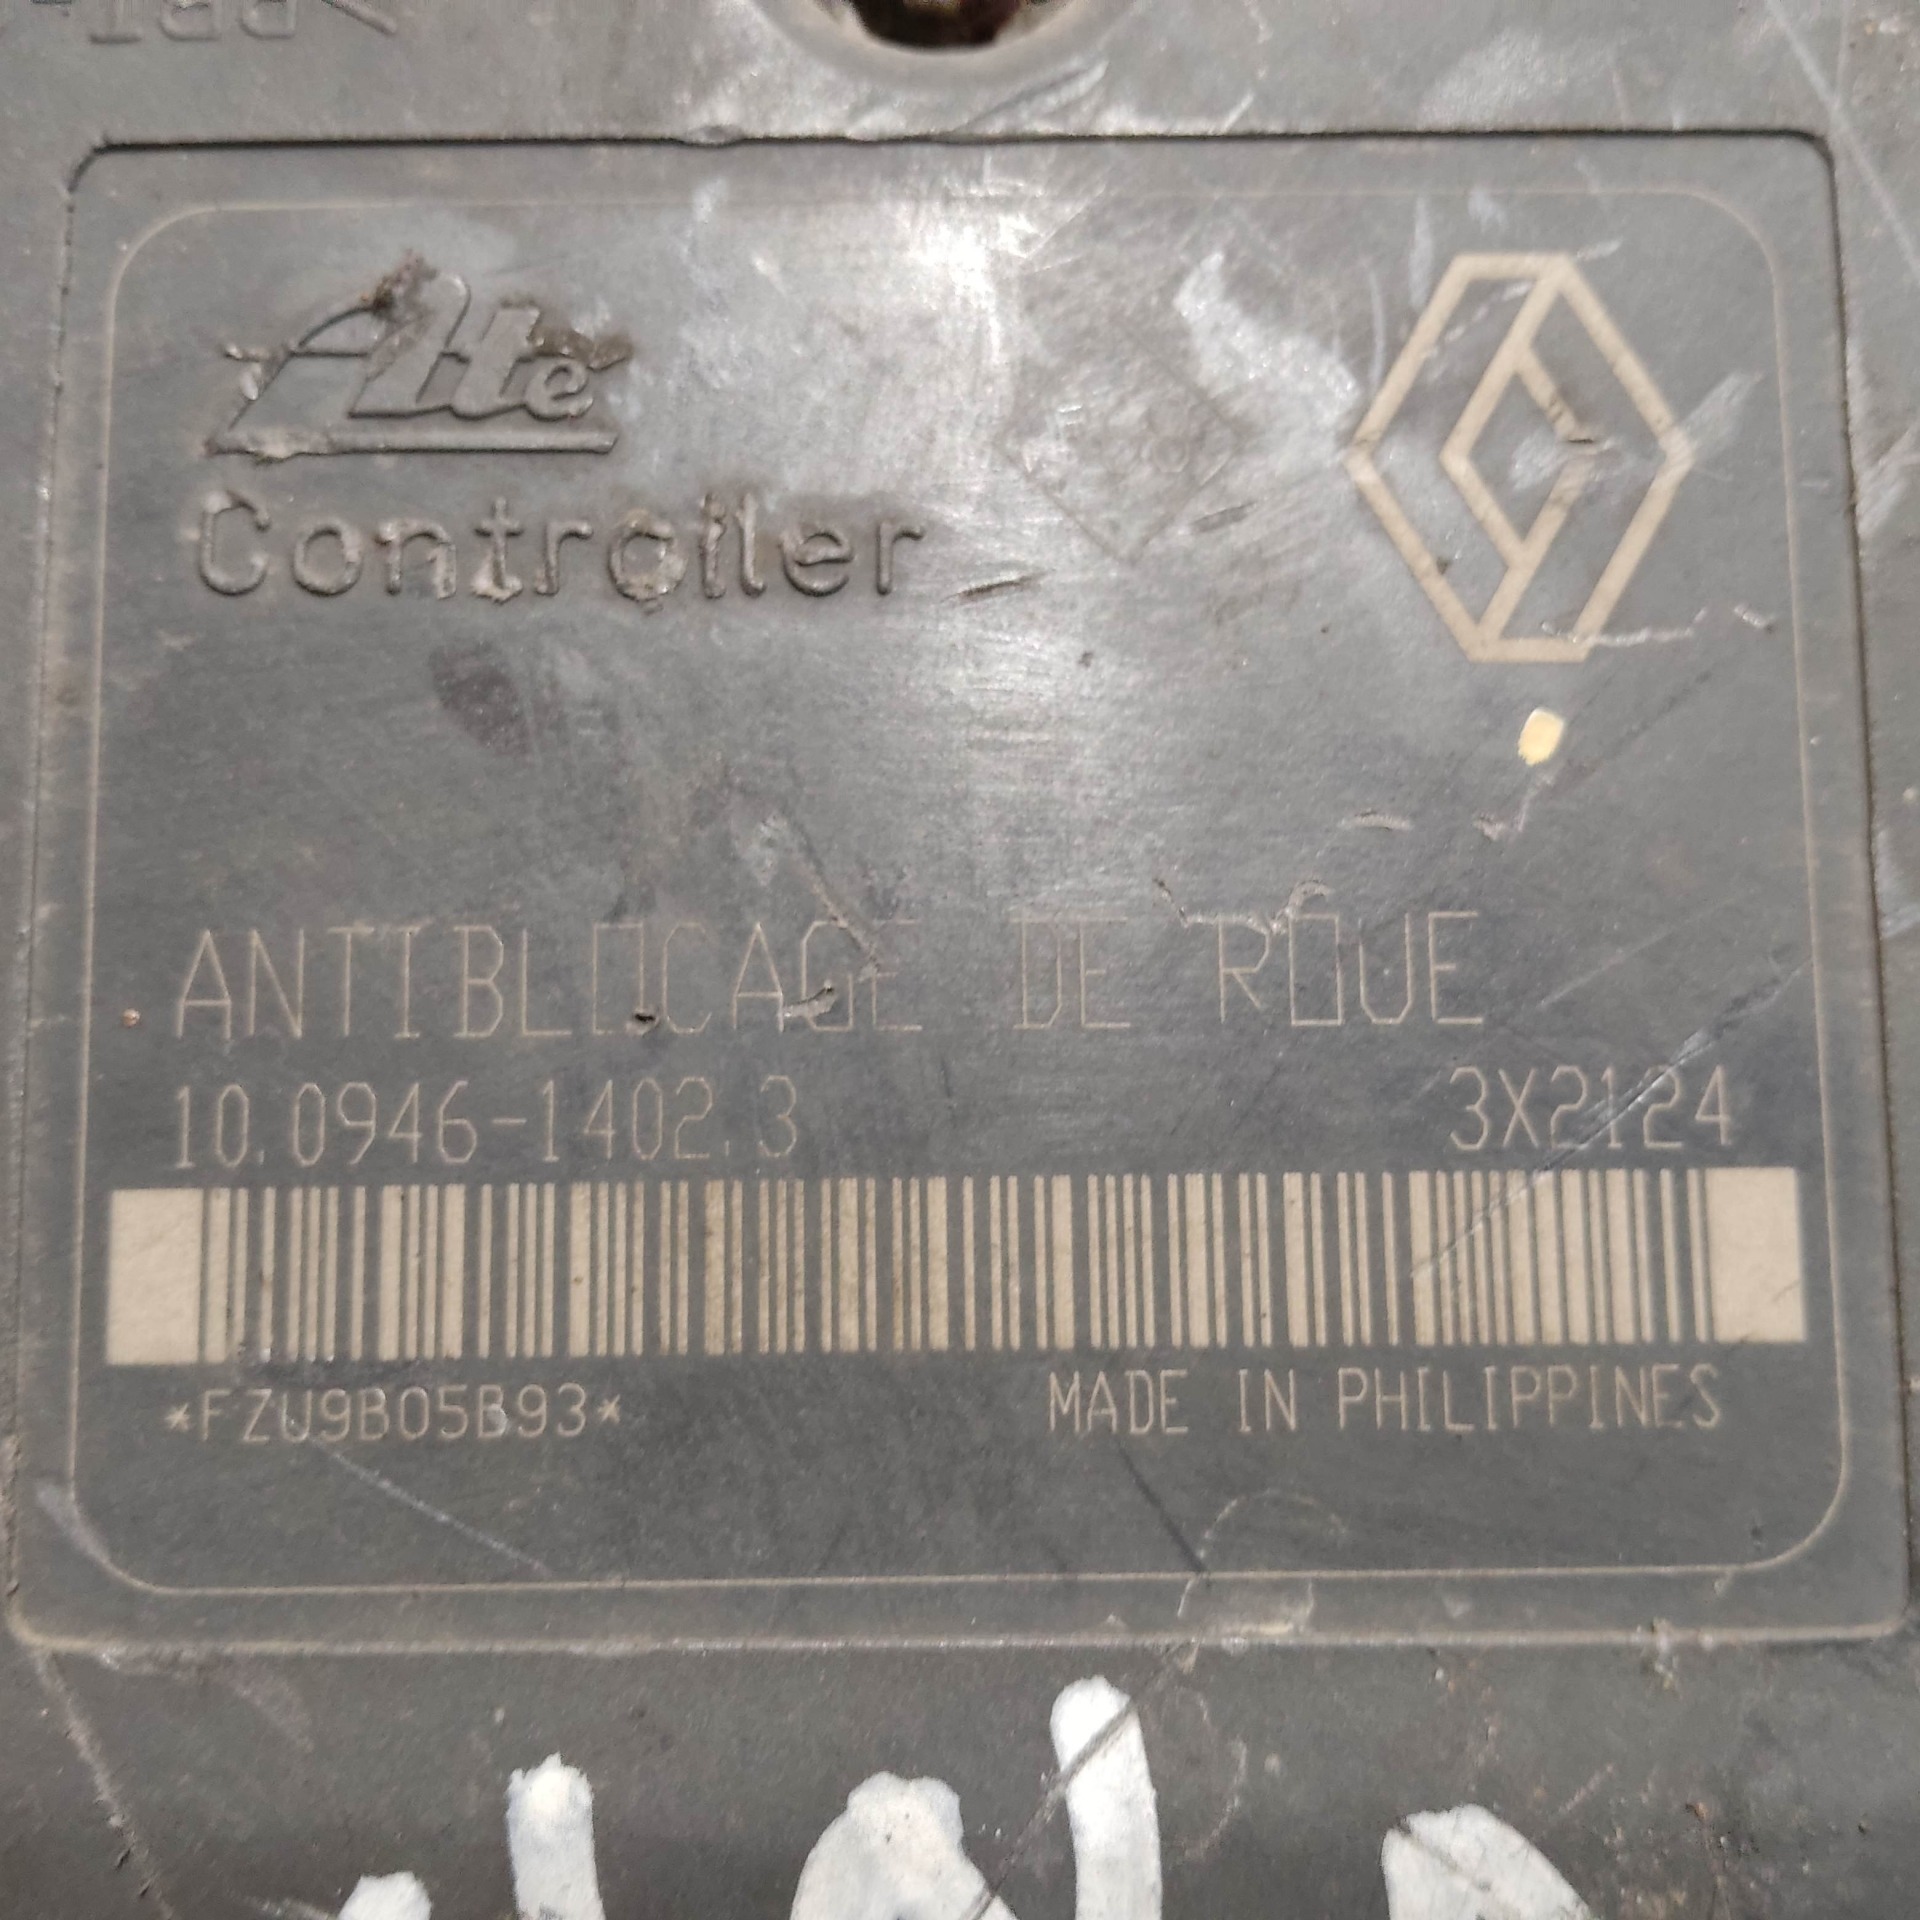 Ate
Controller
ANTIBLOCAGE DE ROUE
10.0946-1402.3 3X2124
*FZU9B05B93*
MADE IN PHILIPPINES